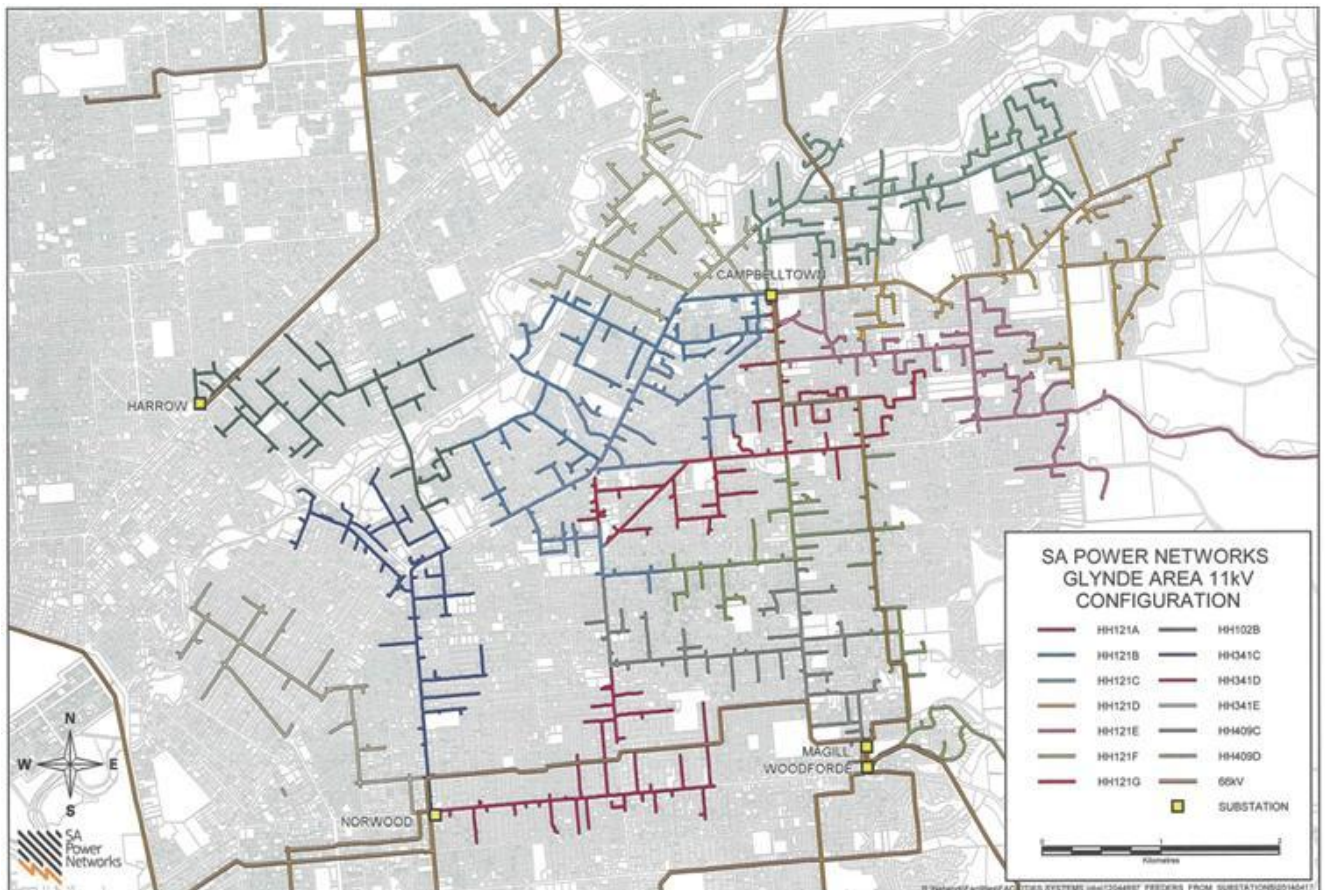 CAMPBELLTOWN
HARROW
SA POWER NETWORKS
GLYNDE AREA 11kV
CONFIGURATION
HH121A HH102B
HH121B HH341C
HH121C HH341D
HH121D HH341E
HH121E HH409C
HH121F HH409D
HH121G 66kV
SUBSTATION
Kilometres
MAGILL
WOODFORDE
NORWOOD
N
W E
S
SA
Power
Networks